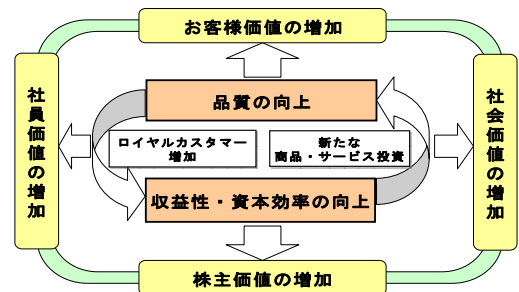 お客様価値の増加
社員価値の増加
品質の向上
ロイヤルカスタマー
増加
新たな
商品・サービス投資
収益性・資本効率の向上
社会価値の増加
株主価値の増加